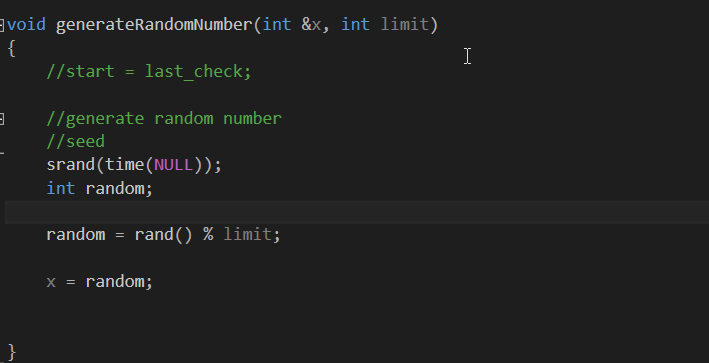 void generateRandomNumber(int &x, int limit)
{
//start = last_check;
//generate random number
//seed
srand(time(NULL));
int random;
random = rand() % limit;
x = random;
}